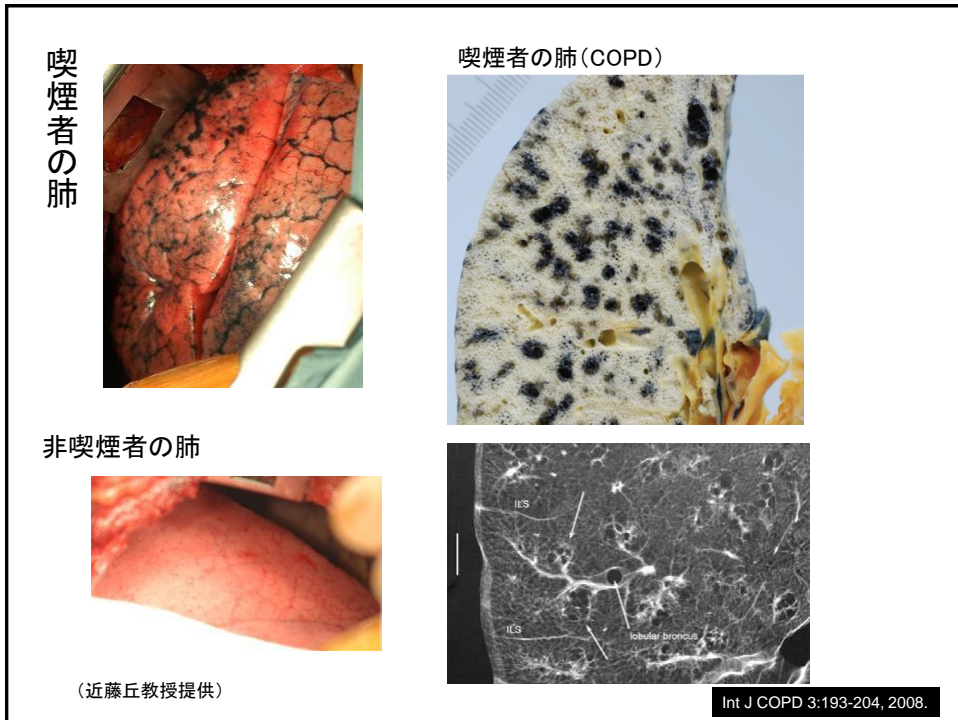 喫煙者の肺
喫煙者の肺(COPD)
非喫煙者の肺
ILS
ILS
lobular broncus
(近藤丘教授提供)
Int J COPD 3:193-204, 2008.